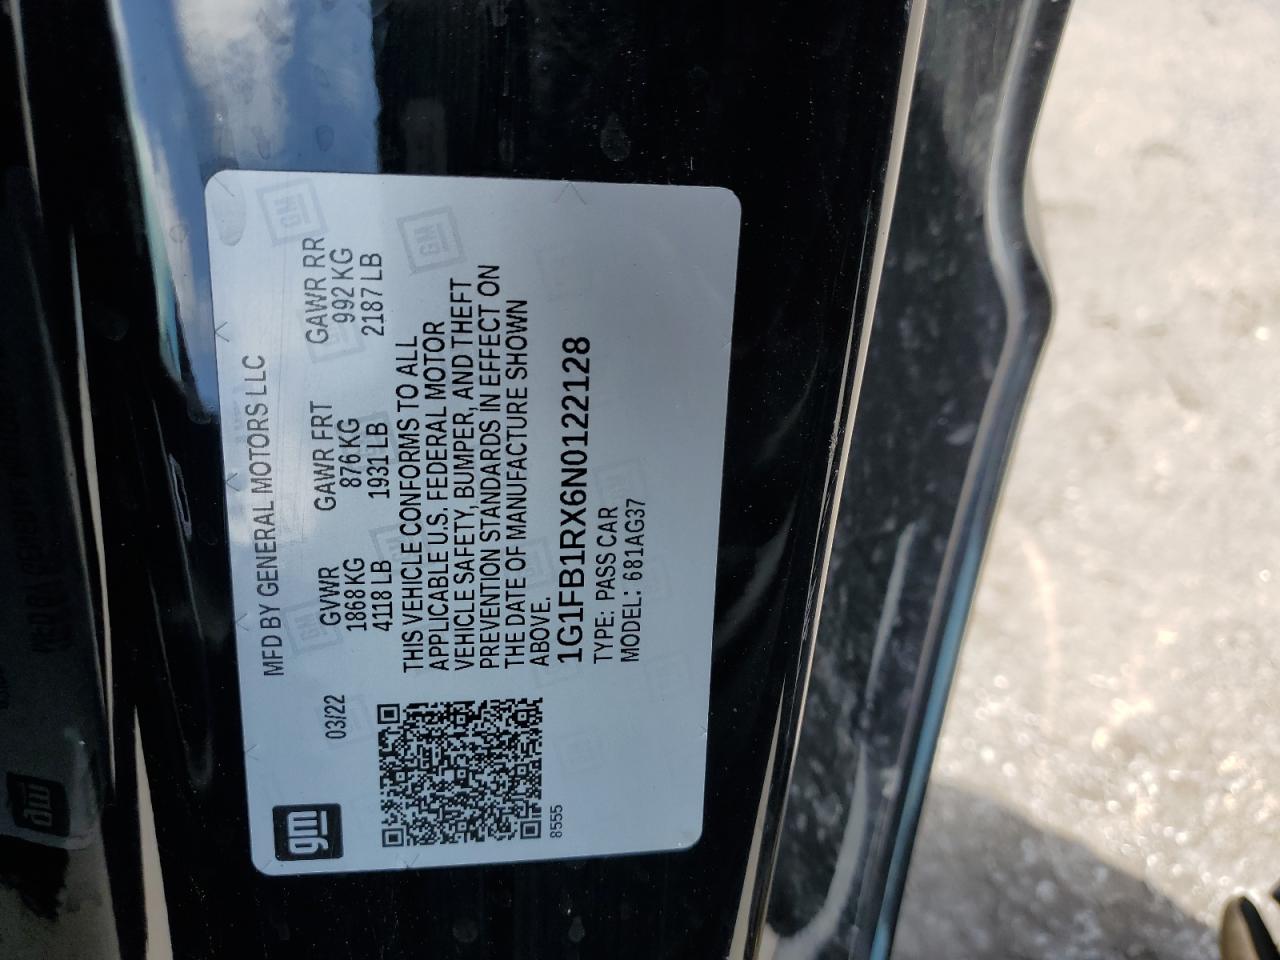 gm
03/22
MFD BY GENERAL MOTORS LLC
GVWR GAWR FRT GAWR RR
1868KG 876 KG 992 KG
4118 LB 1931 LB 2187 LB
THIS VEHICLE CONFORMS TO ALL
APPLICABLE U.S. FEDERAL MOTOR
VEHICLE SAFETY, BUMPER, AND THEFT
PREVENTION STANDARDS IN EFFECT ON
THE DATE OF MANUFACTURE SHOWN
ABOVE.
1G1FB1RX6N0122128
TYPE: PASS CAR
MODEL: 681AG37
8555